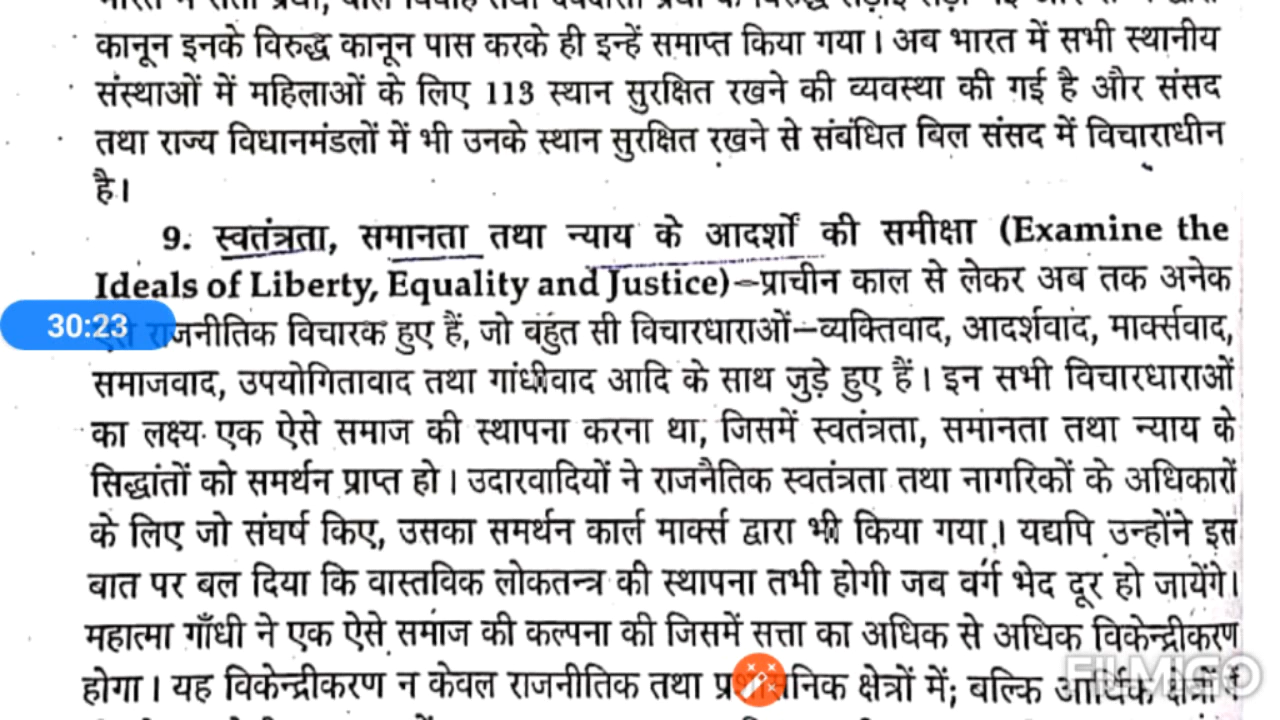 कानून इनके विरुद्ध कानून पास करके ही इन्हें समाप्त किया गया। अब भारत में सभी स्थानीय
संस्थाओं में महिलाओं के लिए 113 स्थान सुरक्षित रखने की व्यवस्था की गई है और संसद
तथा राज्य विधानमंडलों में भी उनके स्थान सुरक्षित रखने से संबंधित बिल संसद में विचाराधीन
है।
9. स्वतंत्रता, समानता तथा न्याय के आदर्शों की समीक्षा (Examine the
Ideals of Liberty, Equality and Justice)–प्राचीन काल से लेकर अब तक अनेक
30:23
राजनीतिक विचारक हुए हैं, जो बहुत सी विचारधाराओं–व्यक्तिवाद, आदर्शवाद, मार्क्सवाद,
समाजवाद, उपयोगितावाद तथा गांधीवाद आदि के साथ जुड़े हुए हैं। इन सभी विचारधाराओं
का लक्ष्य एक ऐसे समाज की स्थापना करना था, जिसमें स्वतंत्रता, समानता तथा न्याय के
सिद्धांतों को समर्थन प्राप्त हो। उदारवादियों ने राजनैतिक स्वतंत्रता तथा नागरिकों के अधिकारों
के लिए जो संघर्ष किए, उसका समर्थन कार्ल मार्क्स द्वारा भी किया गया। यद्यपि उन्होंने इस
बात पर बल दिया कि वास्तविक लोकतन्त्र की स्थापना तभी होगी जब वर्ग भेद दूर हो जायेंगे।
महात्मा गाँधी ने एक ऐसे समाज की कल्पना की जिसमें सत्ता का अधिक से अधिक विकेन्द्रीकरण
होगा। यह विकेन्द्रीकरण न केवल राजनीतिक तथा क्षेत्रों में; बल्कि आर्थिक क्षेत्रों में
FILMIGO